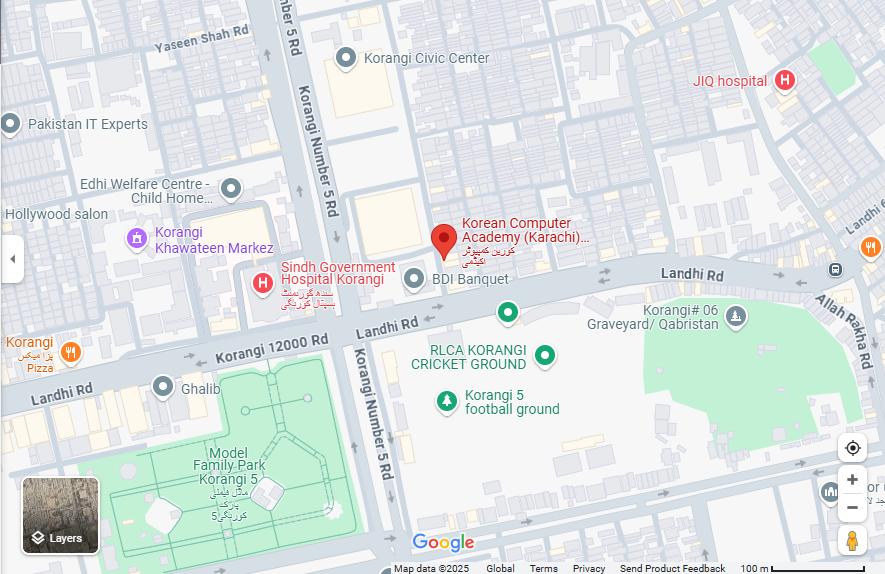 Yaseen Shah Rd
Korangi Number 5 Rd
Korangi Civic Center
JIQ hospital
Pakistan IT Experts
Korangi Number 5 Rd
Edhi Welfare Centre -
Child Home...
Hollywood salon
Korangi
Khawateen Markez
Korean Computer
Academy (Karachi)...
کورین کمپیوٹر
اکیڈمی
Landhi
Sindh Government
Hospital Korangi
سندھ گورنمنٹ
ہسپتال کورنگی
BDI Banquet
Landhi Rd
Korangi# 06
Graveyard/ Qabristan
Allah Rakha Rd
Landhi Rd
Korangi 12000 Rd
Korangi
پزا میکس
Pizza
RLCA KORANGI
CRICKET GROUND
Ghalib
Landhi Rd
Korangi 5
football ground
Korangi Number 5 Rd
Model
Family Park
Korangi 5
ماڈل فیملی
پارک
کورنگی5
Layers
Google
Map data ©2025 Global Terms Privacy Send Product Feedback 100 m